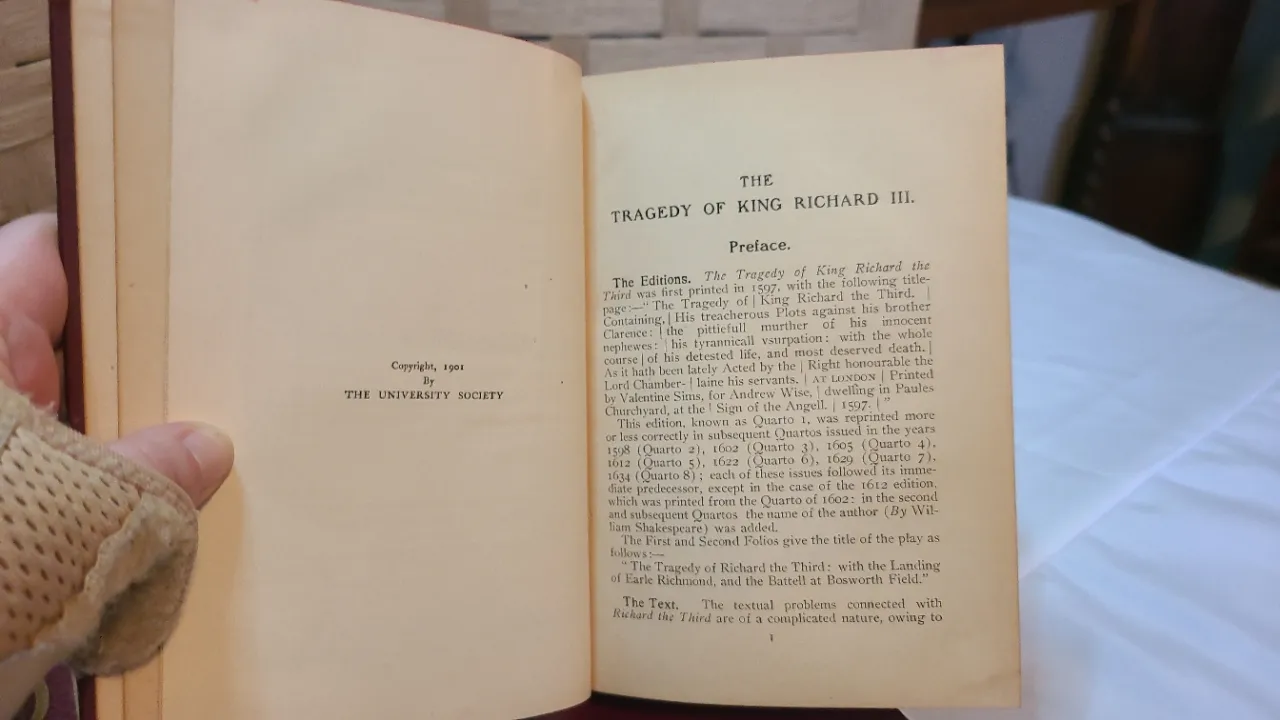 Copyright, 1901
By
THE UNIVERSITY SOCIETY
THE
TRAGEDY OF KING RICHARD III.
Preface.
The Editions. The Tragedy of King Richard the
Third was first printed in 1597, with the following title-
page:—"The Tragedy of | King Richard the Third. |
Containing, | His treacherous Plots against his brother
Clarence: | the pittiefull murther of his innocent
nephewes: | his tyrannicall vsurpation: with the whole
course | of his detested life, and most deserved death. |
As it hath been lately Acted by the | Right honourable the
Lord Chamber- | laine his servants. | AT LONDON | Printed
by Valentine Sims, for Andrew Wise, | dwelling in Paules
Churchyard, at the | Sign of the Angell. | 1597. | "
This edition, known as Quarto 1, was reprinted more
or less correctly in subsequent Quartos issued in the years
1598 (Quarto 2), 1602 (Quarto 3), 1605 (Quarto 4),
1612 (Quarto 5), 1622 (Quarto 6), 1629 (Quarto 7),
1634 (Quarto 8); each of these issues followed its imme-
diate predecessor, except in the case of the 1612 edition,
which was printed from the Quarto of 1602: in the second
and subsequent Quartos the name of the author (By Wil-
liam Shakespeare) was added.
The First and Second Folios give the title of the play as
follows:—
"The Tragedy of Richard the Third: with the Landing
of Earle Richmond, and the Battell at Bosworth Field."
The Text. The textual problems connected with
Richard the Third are of a complicated nature, owing to
1